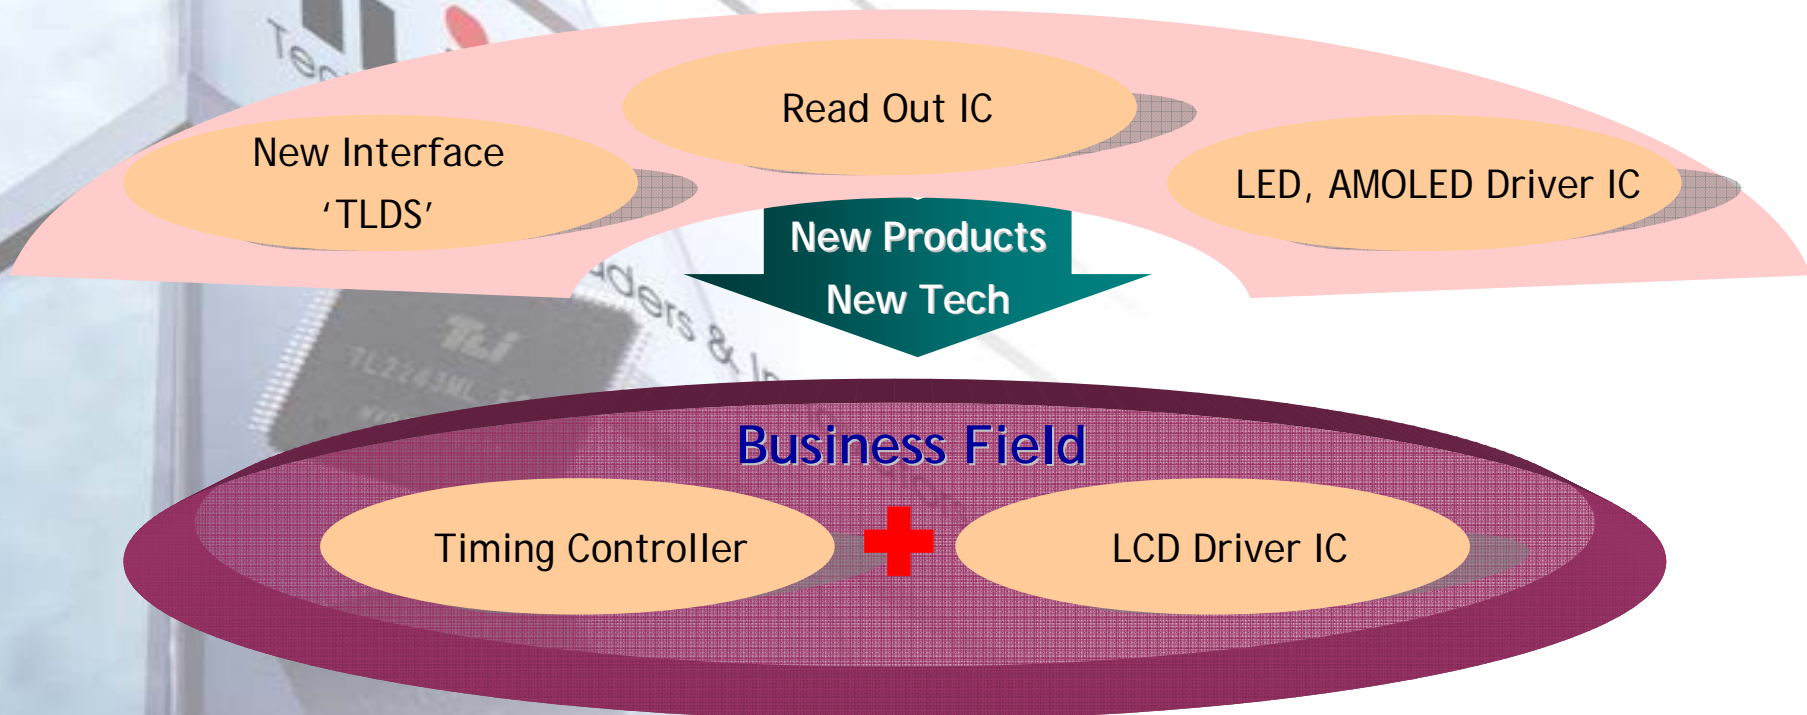 Read Out IC
New Interface
‘TLDS’
LED, AMOLED Driver IC
New Products
New Tech
Business Field
Timing Controller
LCD Driver IC